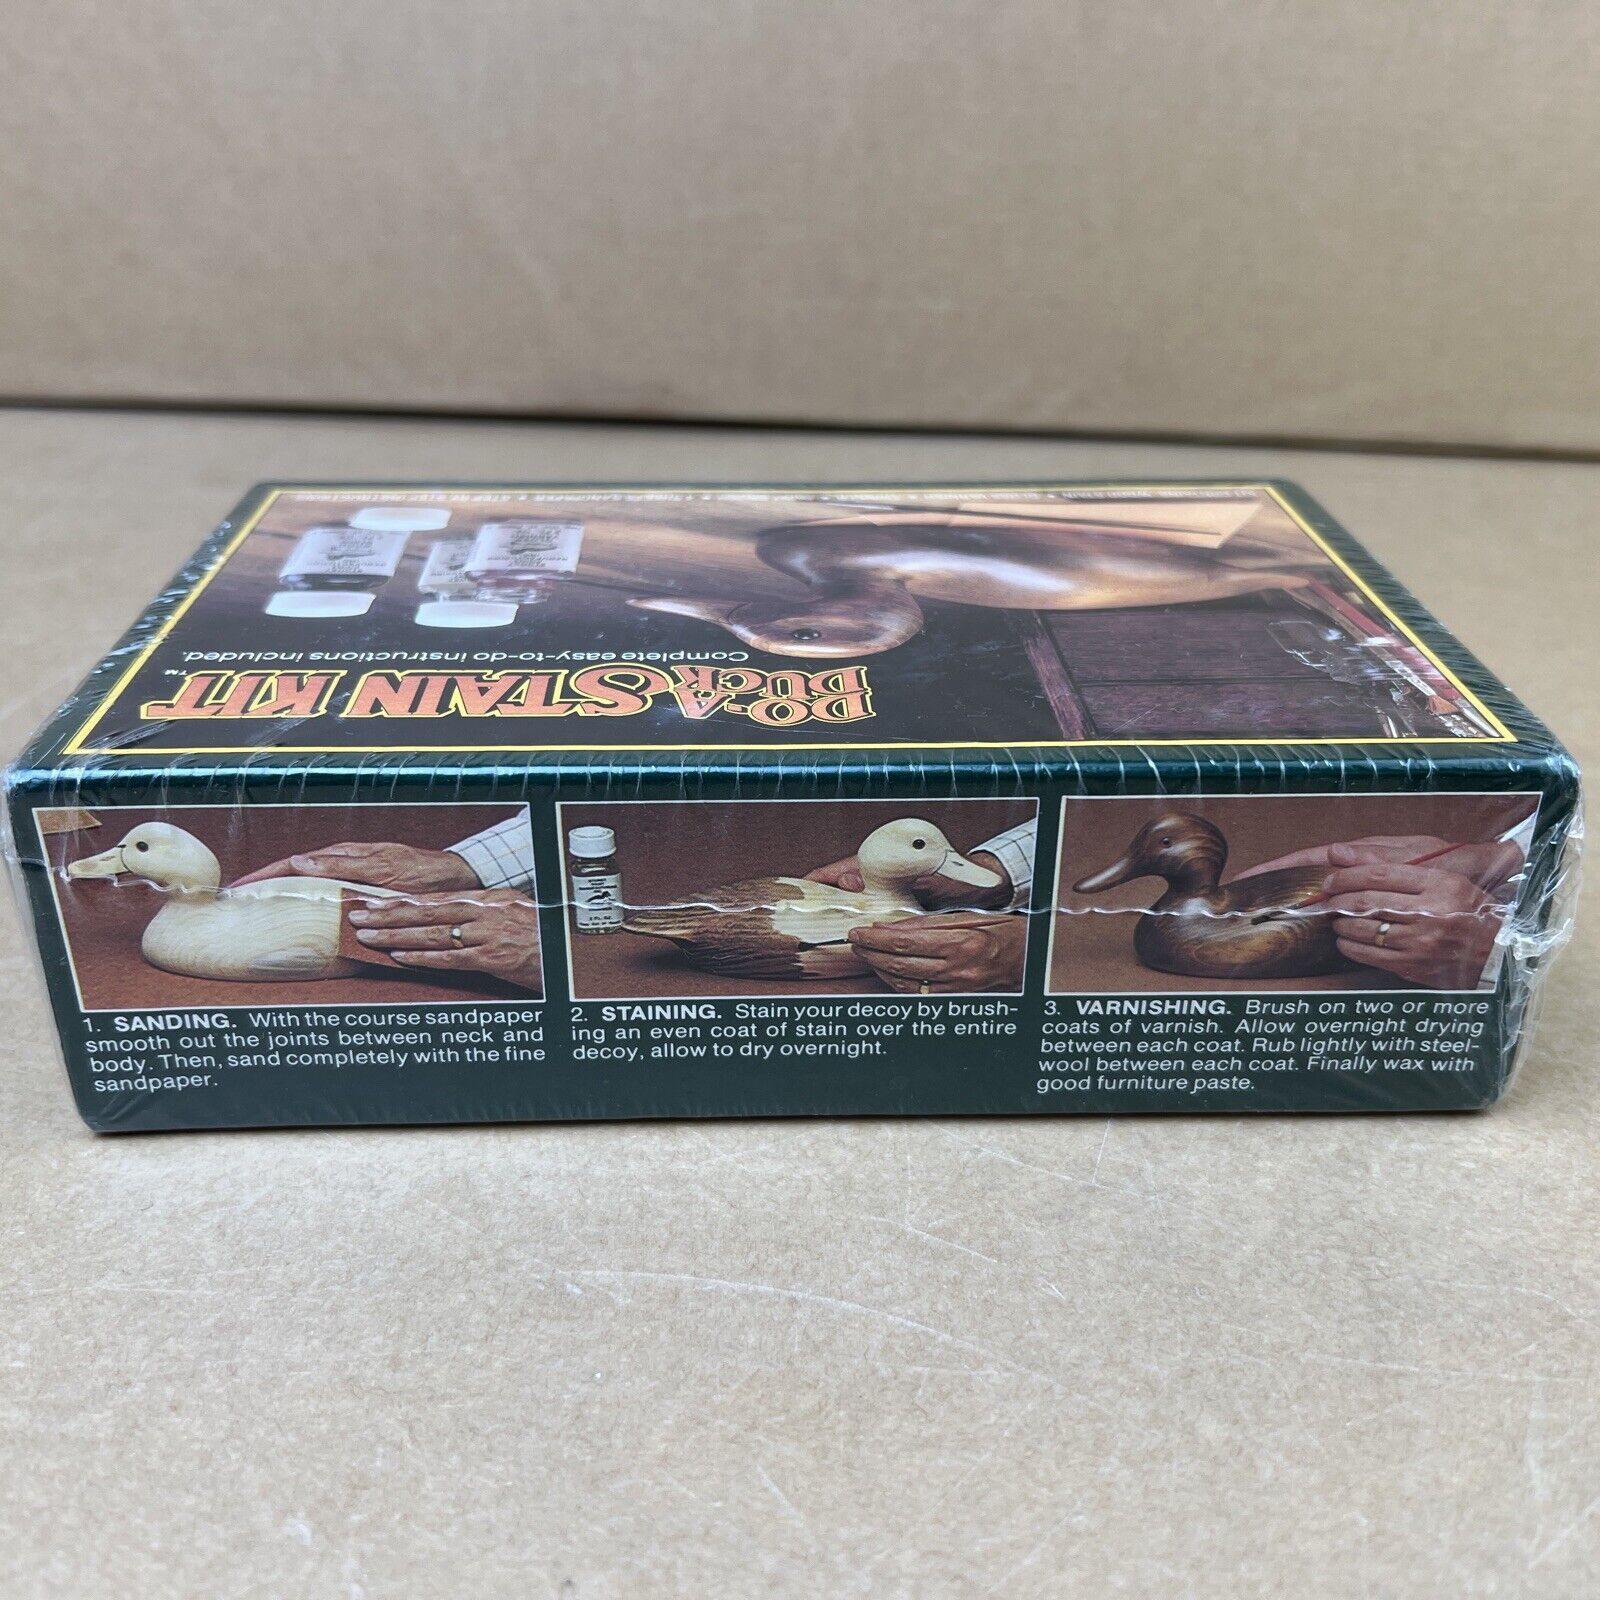 DO-A
DUCK STAIN KIT™
Complete easy-to-do instructions included.
1. SANDING. With the course sandpaper
smooth out the joints between neck and
body. Then, sand completely with the fine
sandpaper.
2. STAINING. Stain your decoy by brush-
ing an even coat of stain over the entire
decoy, allow to dry overnight.
3. VARNISHING. Brush on two or more
coats of varnish. Allow overnight drying
between each coat. Rub lightly with steel-
wool between each coat. Finally wax with
good furniture paste.